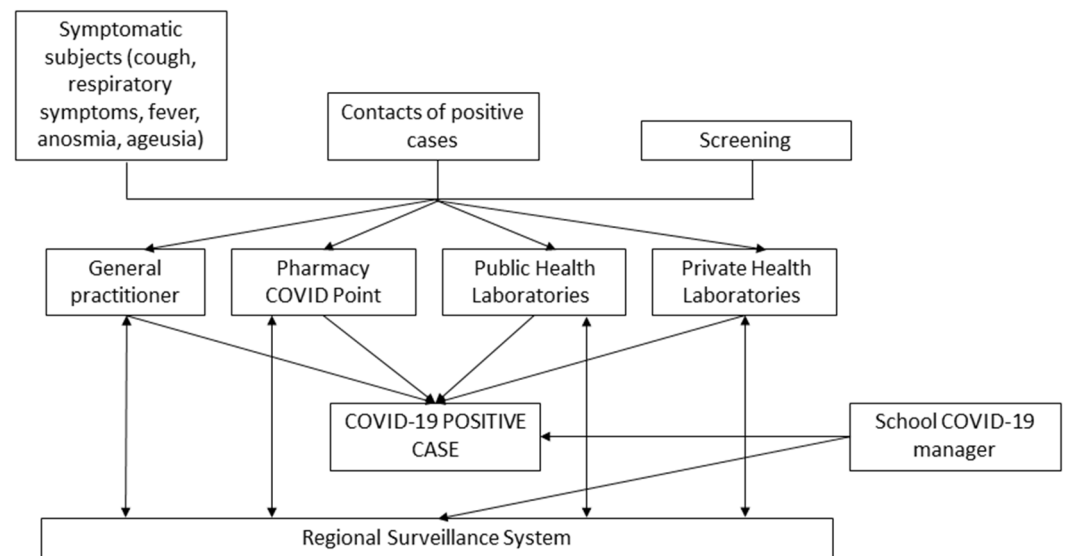 Symptomatic
subjects (cough,
respiratory
symptoms, fever,
anosmia, ageusia)
Contacts of positive
cases
Screening
General
practitioner
Pharmacy
COVID Point
Public Health
Laboratories
Private Health
Laboratories
COVID-19 POSITIVE
CASE
School COVID-19
manager
Regional Surveillance System